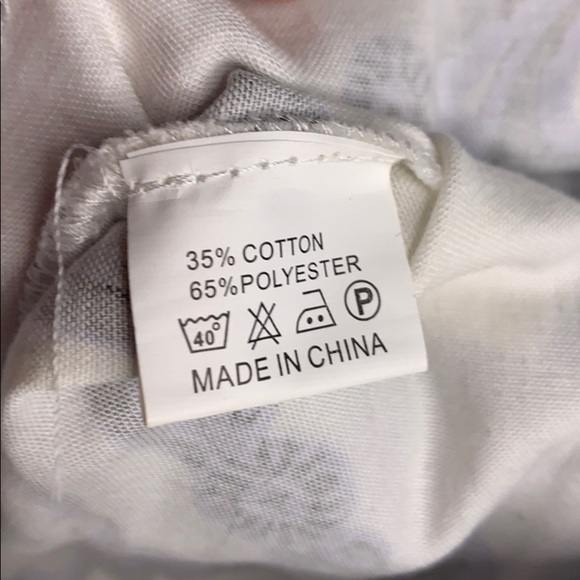 35% COTTON
65%POLYESTER
40° P
MADE IN CHINA